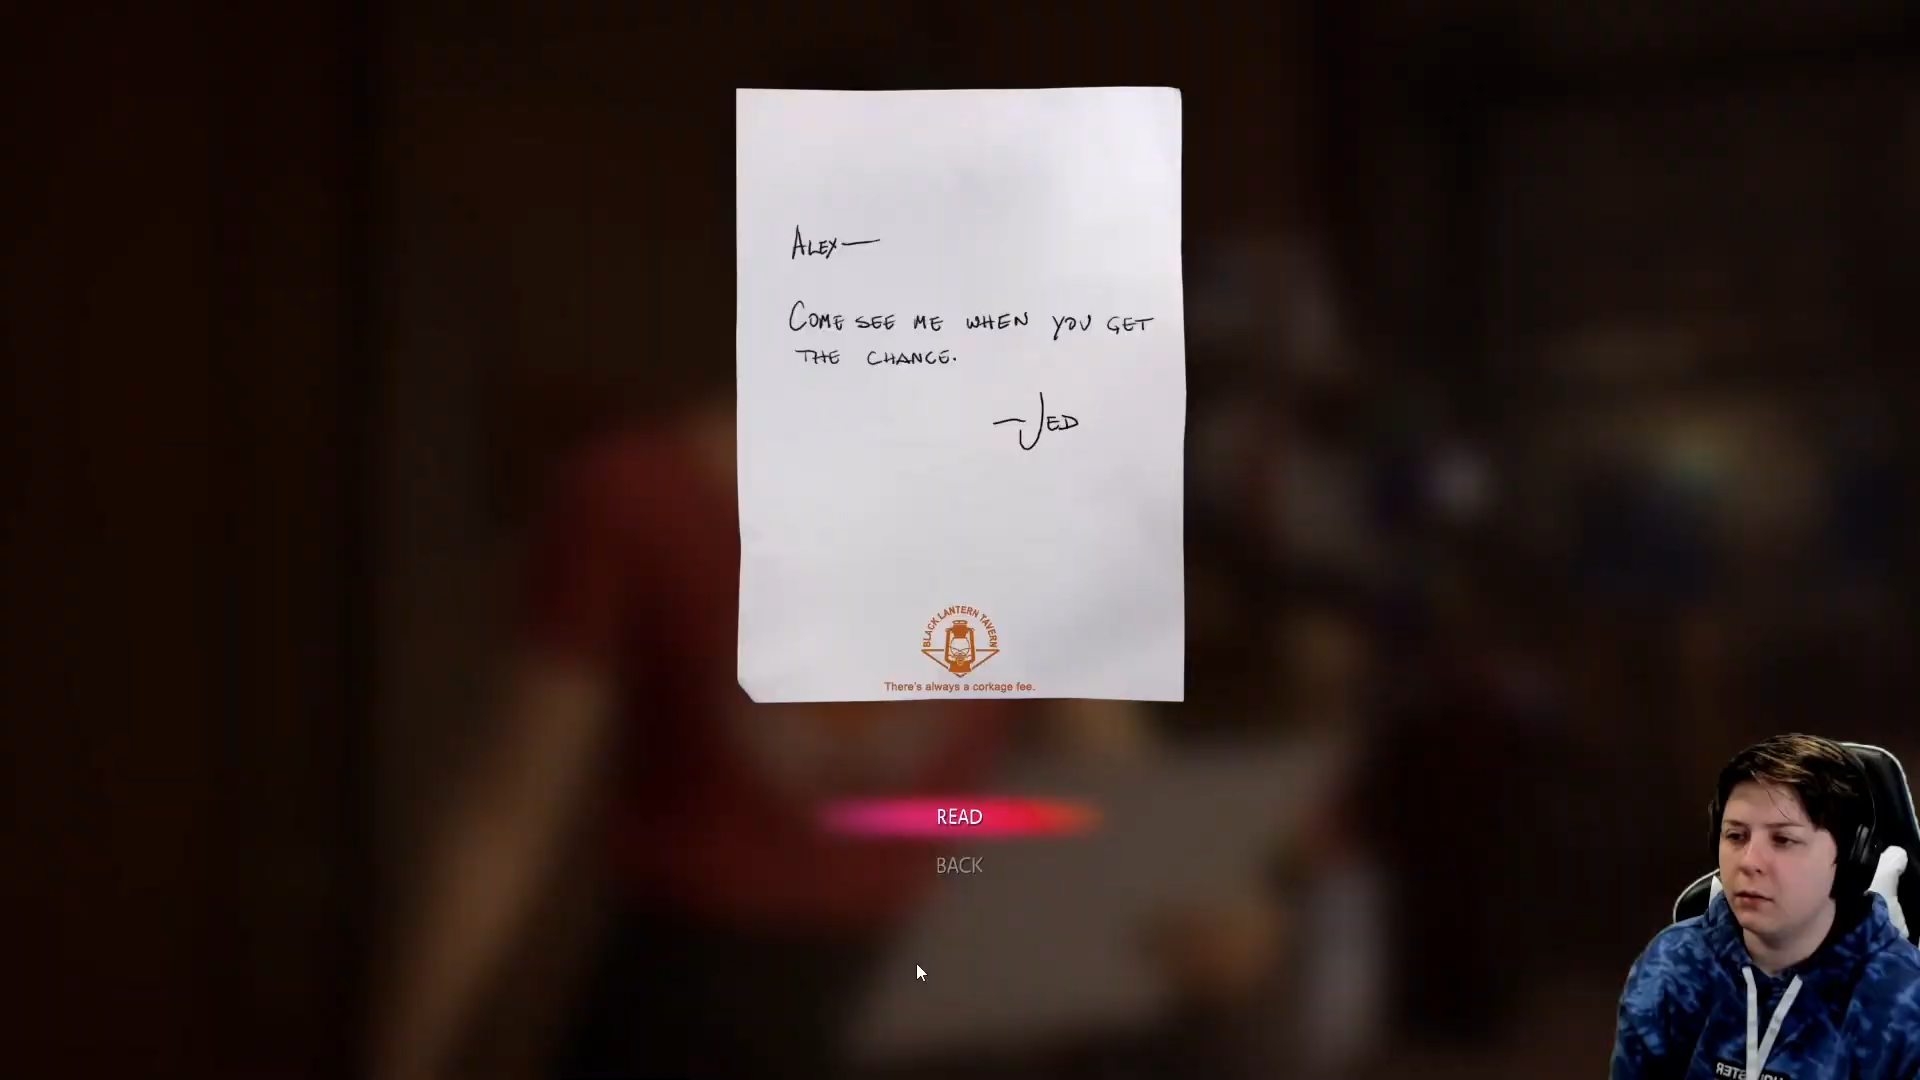 ALEX—
COME SEE ME WHEN YOU GET
THE CHANCE.
—JED
BLACK LANTERN TAVERN
There's always a corkage fee.
READ
BACK